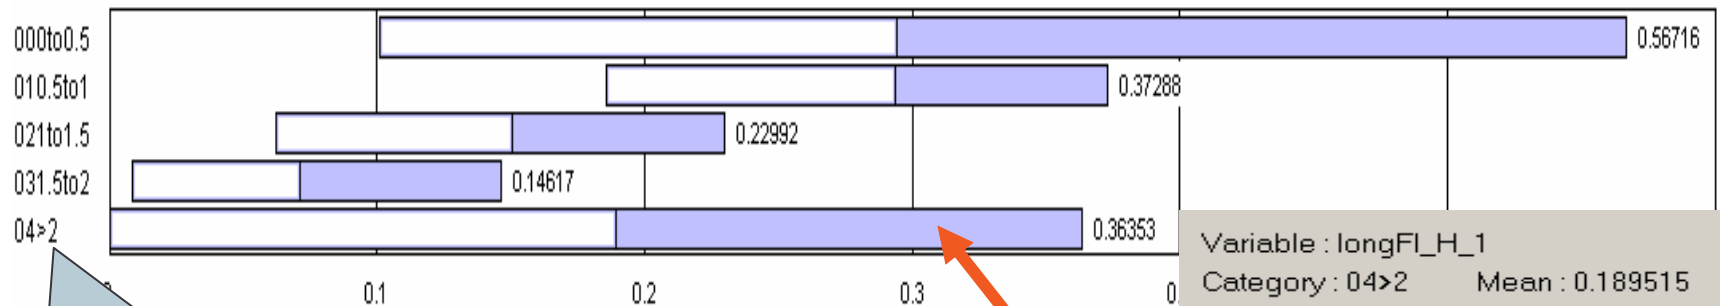 000to0.5 0.56716
010.5to1 0.37288
021to1.5 0.22992
031.5to2 0.14617
04>2 0.36353
Variable : longFl_H_1
Category : 04>2 Mean : 0.189515
0.1 0.2 0.3